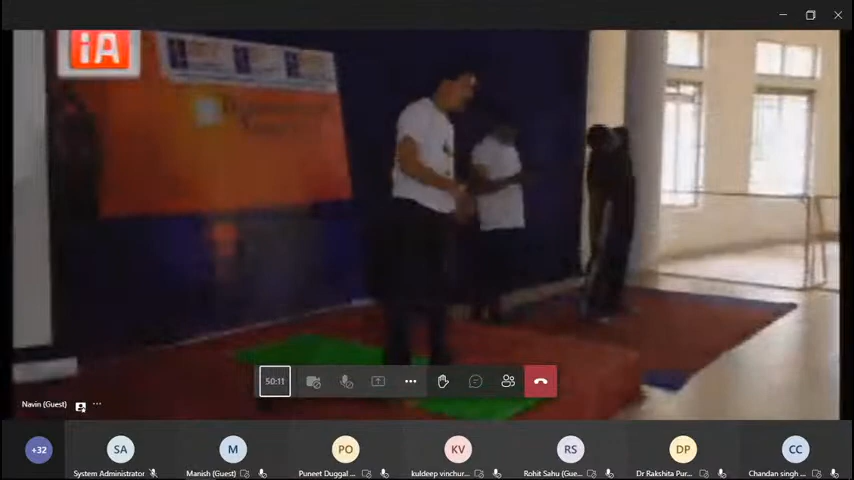 iA
50:11
Navin (Guest)
+32
SA
M
PO
KV
RS
DP
CC
System Administrator
Manish (Guest)
Puneet Duggal ...
kuldeep vinchur...
Rohit Sahu (Gue...
Dr Rakshita Pur...
Chandan singh ...